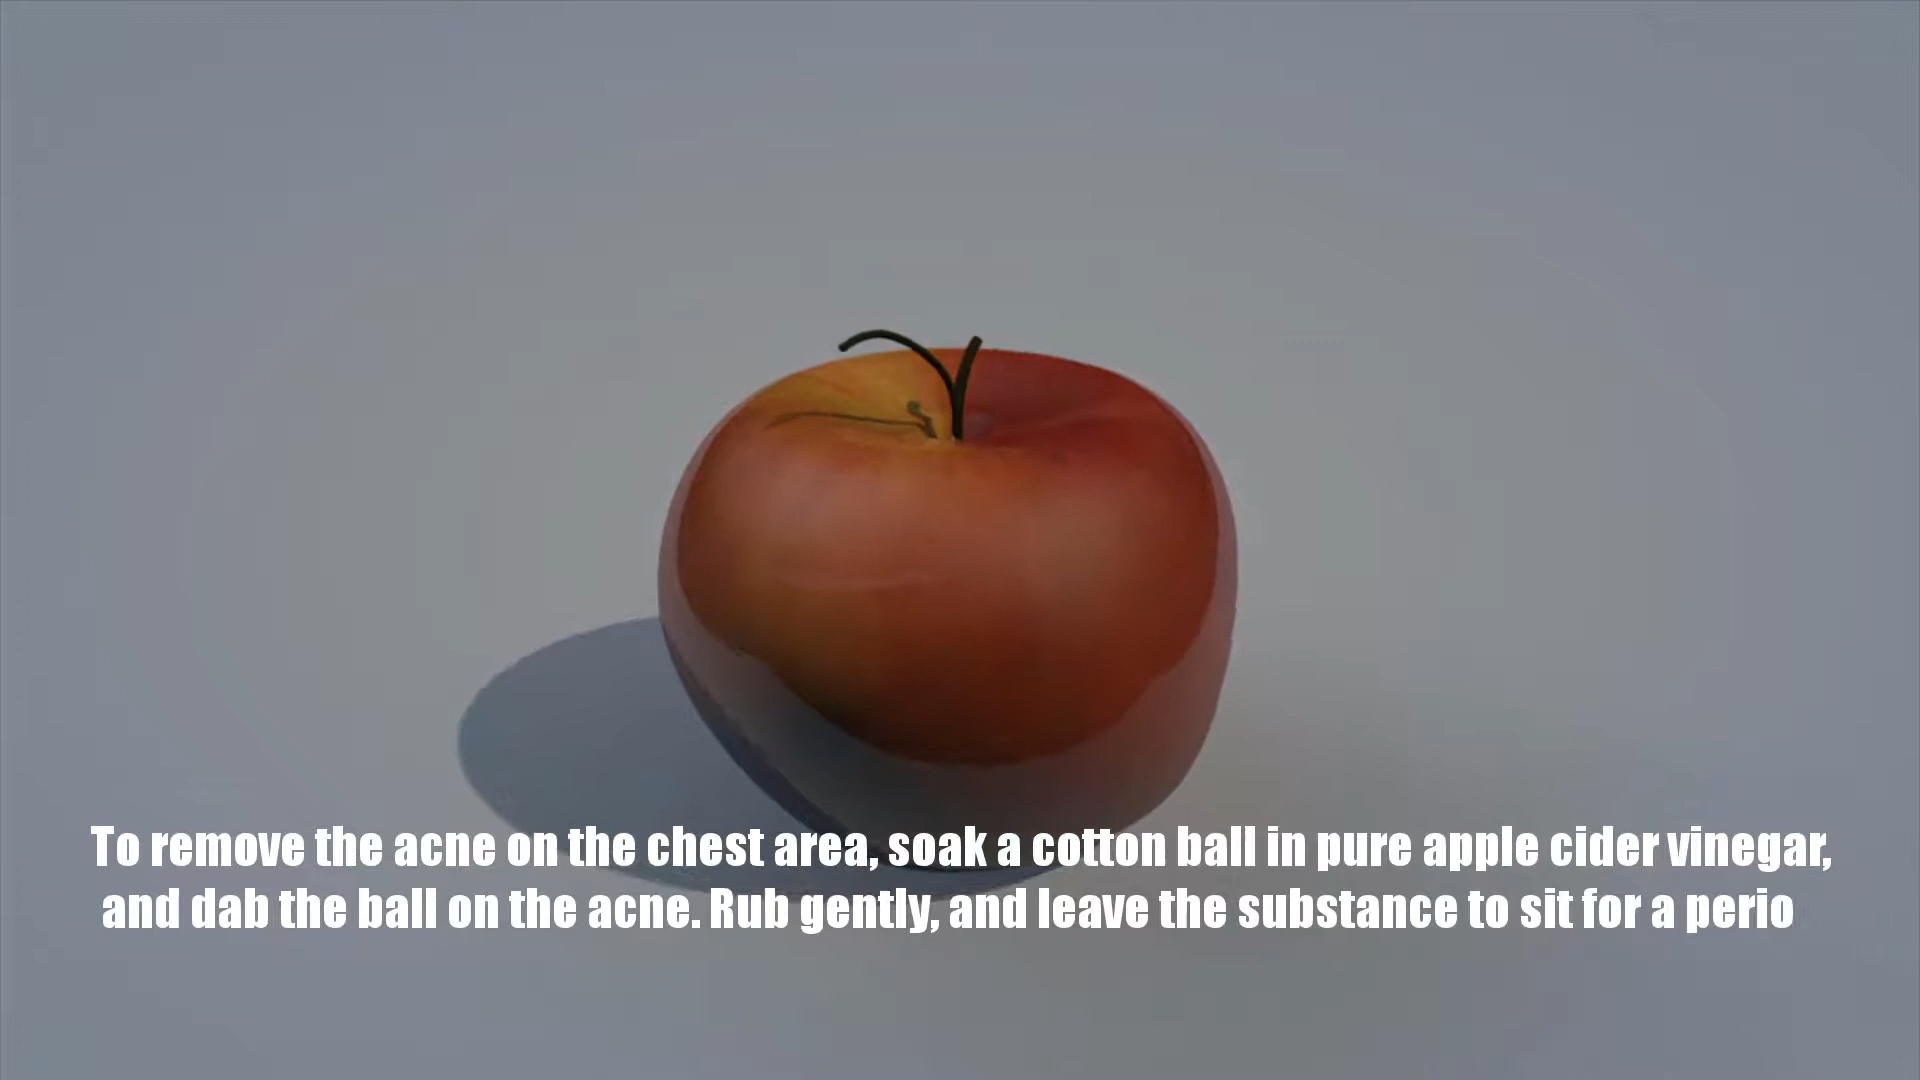 To remove the acne on the chest area, soak a cotton ball in pure apple cider vinegar,
and dab the ball on the acne. Rub gently, and leave the substance to sit for a perio